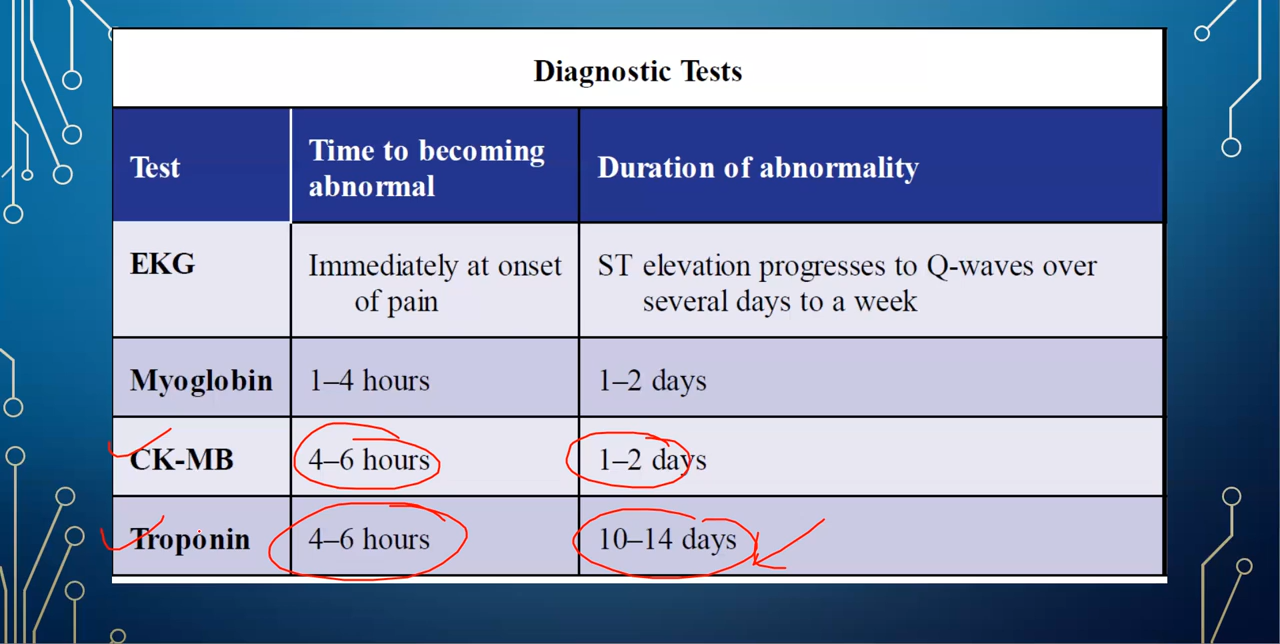 Diagnostic Tests
Test
Time to becoming
abnormal
Duration of abnormality
EKG
Immediately at onset
of pain
ST elevation progresses to Q-waves over
several days to a week
Myoglobin
1–4 hours
1–2 days
CK-MB
4–6 hours
1–2 days
Troponin
4–6 hours
10–14 days